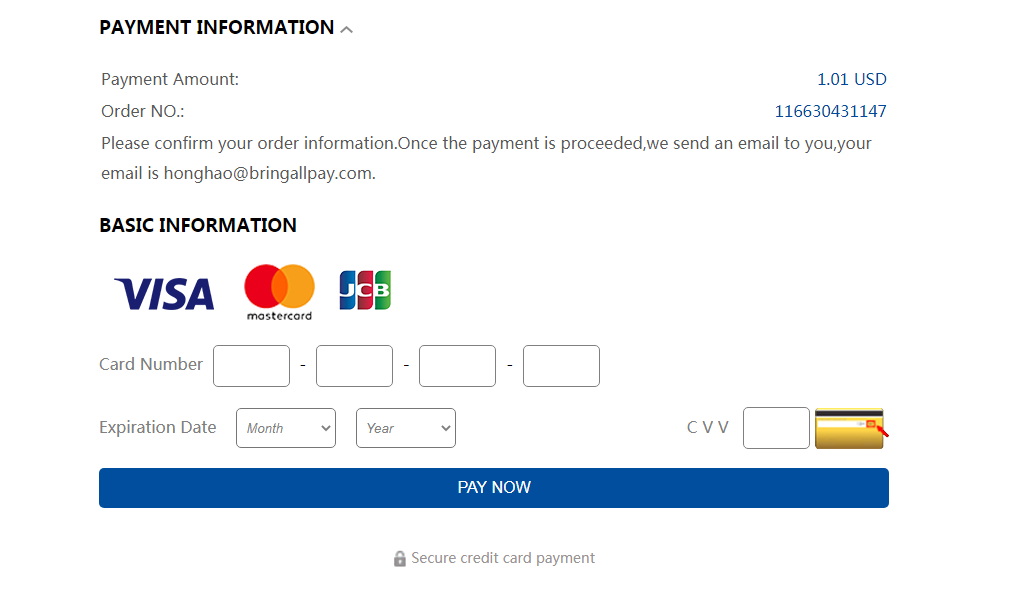 PAYMENT INFORMATION
Payment Amount: 1.01 USD
Order NO.: 116630431147
Please confirm your order information.Once the payment is proceeded,we send an email to you,your
email is honghao@bringallpay.com.
BASIC INFORMATION
VISA mastercard JCB
Card Number - - -
Expiration Date Month Year C V V
PAY NOW
Secure credit card payment